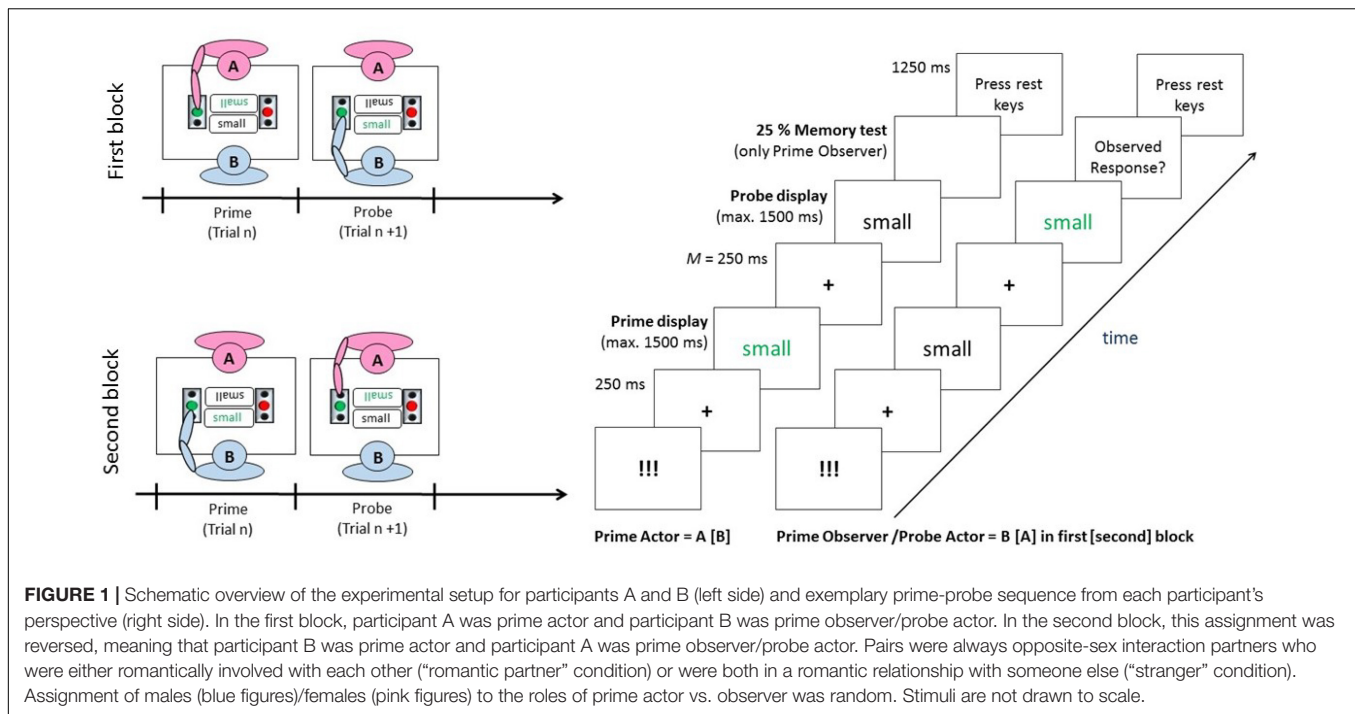 First block
A
small
small
B
Prime
(Trial n)
A
small
small
B
Probe
(Trial n +1)
Second block
A
small
small
B
Prime
(Trial n)
A
small
small
B
Probe
(Trial n +1)
1250 ms
Press rest
keys
25 % Memory test
(only Prime Observer)
Probe display
(max. 1500 ms)
small
M = 250 ms
+
Prime display
(max. 1500 ms)
small
250 ms
+
!!!
Prime Actor = A [B]
Press rest
keys
Observed
Response?
small
+
small
+
!!!
time
Prime Observer /Probe Actor = B [A] in first [second] block
FIGURE 1 | Schematic overview of the experimental setup for participants A and B (left side) and exemplary prime-probe sequence from each participant's
perspective (right side). In the first block, participant A was prime actor and participant B was prime observer/probe actor. In the second block, this assignment was
reversed, meaning that participant B was prime actor and participant A was prime observer/probe actor. Pairs were always opposite-sex interaction partners who
were either romantically involved with each other ("romantic partner" condition) or were both in a romantic relationship with someone else ("stranger" condition).
Assignment of males (blue figures)/females (pink figures) to the roles of prime actor vs. observer was random. Stimuli are not drawn to scale.